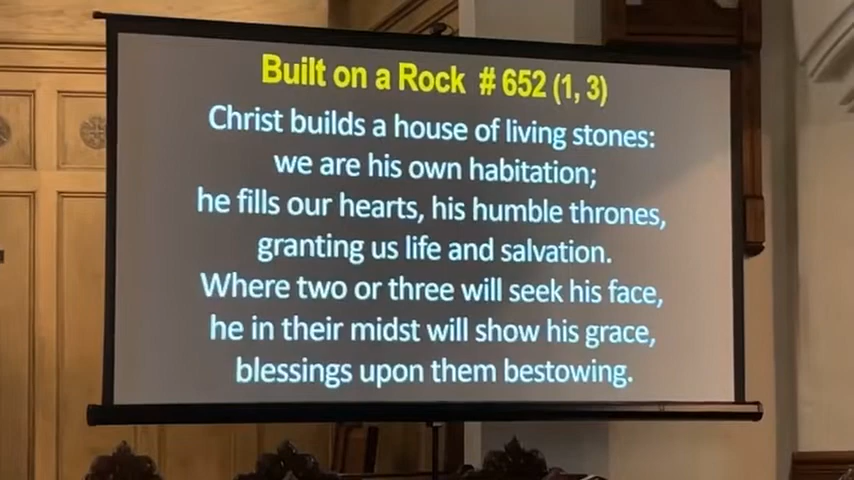 Built on a Rock # 652 (1, 3)
Christ builds a house of living stones:
we are his own habitation;
he fills our hearts, his humble thrones,
granting us life and salvation.
Where two or three will seek his face,
he in their midst will show his grace,
blessings upon them bestowing.